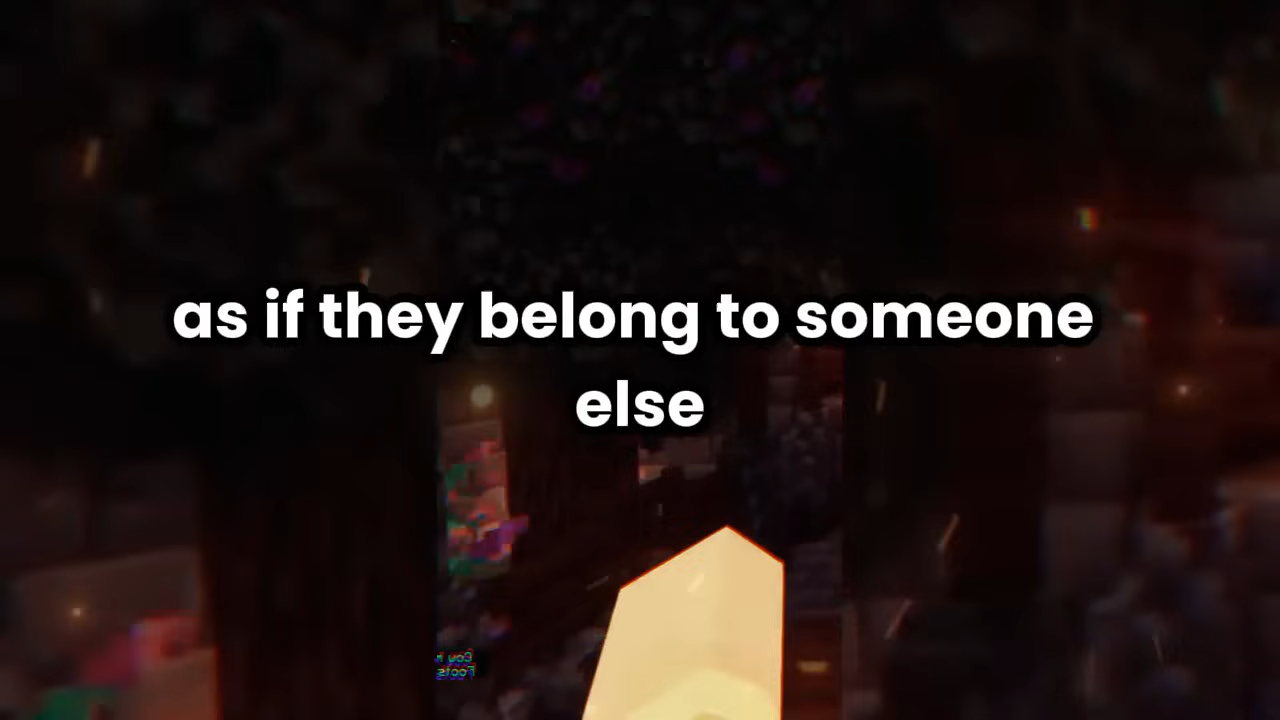 as if they belong to someone
else